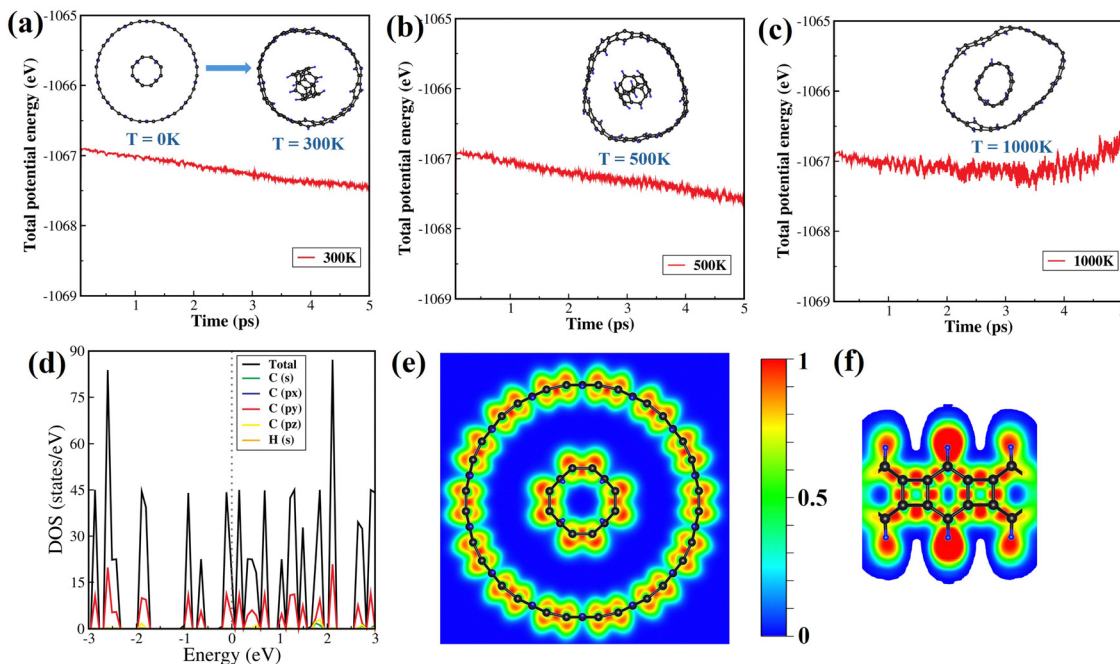 (a)
-1065
-1066
-1067
-1068
-1069
Total potential energy (eV)
T = 0K
T = 300K
300K
1
2
3
4
5
Time (ps)
(b)
-1065
-1066
-1067
-1068
-1069
Total potential energy (eV)
T = 500K
500K
1
2
3
4
5
Time (ps)
(c)
-1065
-1066
-1067
-1068
-1069
Total potential energy (eV)
T = 1000K
1000K
1
2
3
4
Time (ps)
(d)
90
75
60
45
30
15
0
DOS (states/eV)
Total
C (s)
C (px)
C (py)
C (pz)
H (s)
-3
-2
-1
0
1
2
3
Energy (eV)
(e)
1
0.5
0
(f)